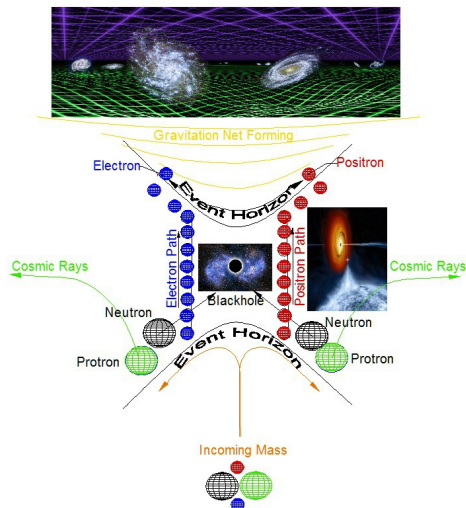 Gravitation Net Forming
Electron
Positron
Event Horizon
Electron Path
Positron Path
Cosmic Rays
Cosmic Rays
Blackhole
Neutron
Neutron
Protron
Protron
Event Horizon
Incoming Mass